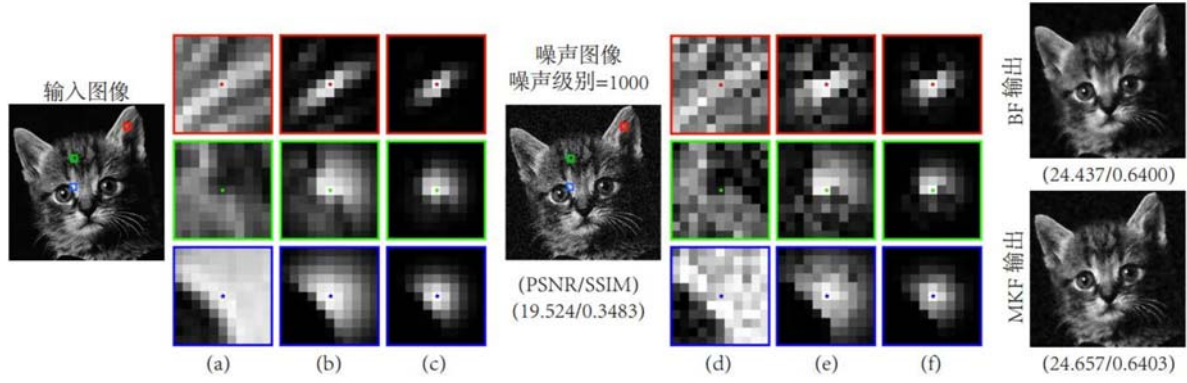 输入图像
(a)
(b)
(c)
噪声图像
噪声级别=1000
(PSNR/SSIM)
(19.524/0.3483)
(d)
(e)
(f)
BF 输出
(24.437/0.6400)
MKF 输出
(24.657/0.6403)